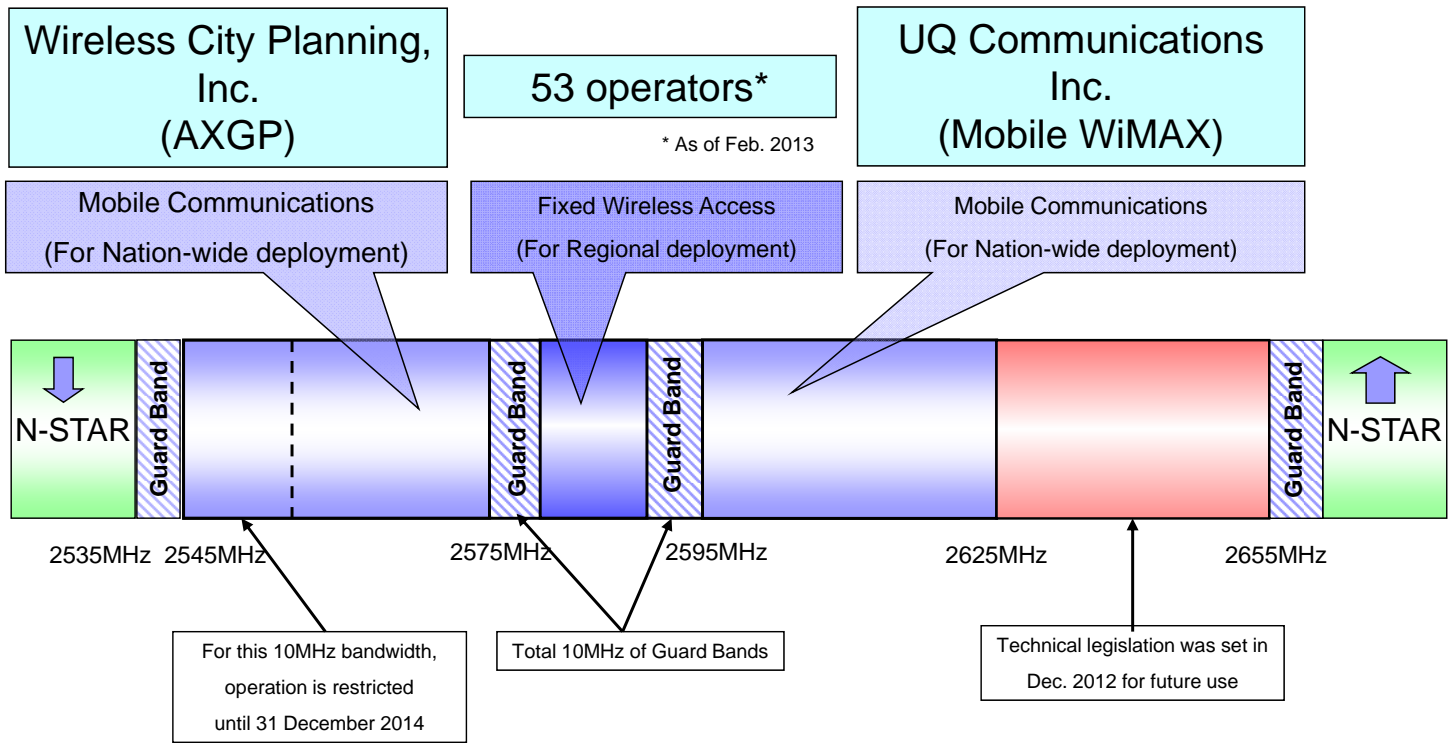 Wireless City Planning,
Inc.
(AXGP)
53 operators*
* As of Feb. 2013
UQ Communications
Inc.
(Mobile WiMAX)
Mobile Communications
(For Nation-wide deployment)
Fixed Wireless Access
(For Regional deployment)
Mobile Communications
(For Nation-wide deployment)
N-STAR
Guard Band
Guard Band
Guard Band
Guard Band
N-STAR
2535MHz
2545MHz
2575MHz
2595MHz
2625MHz
2655MHz
For this 10MHz bandwidth,
operation is restricted
until 31 December 2014
Total 10MHz of Guard Bands
Technical legislation was set in
Dec. 2012 for future use